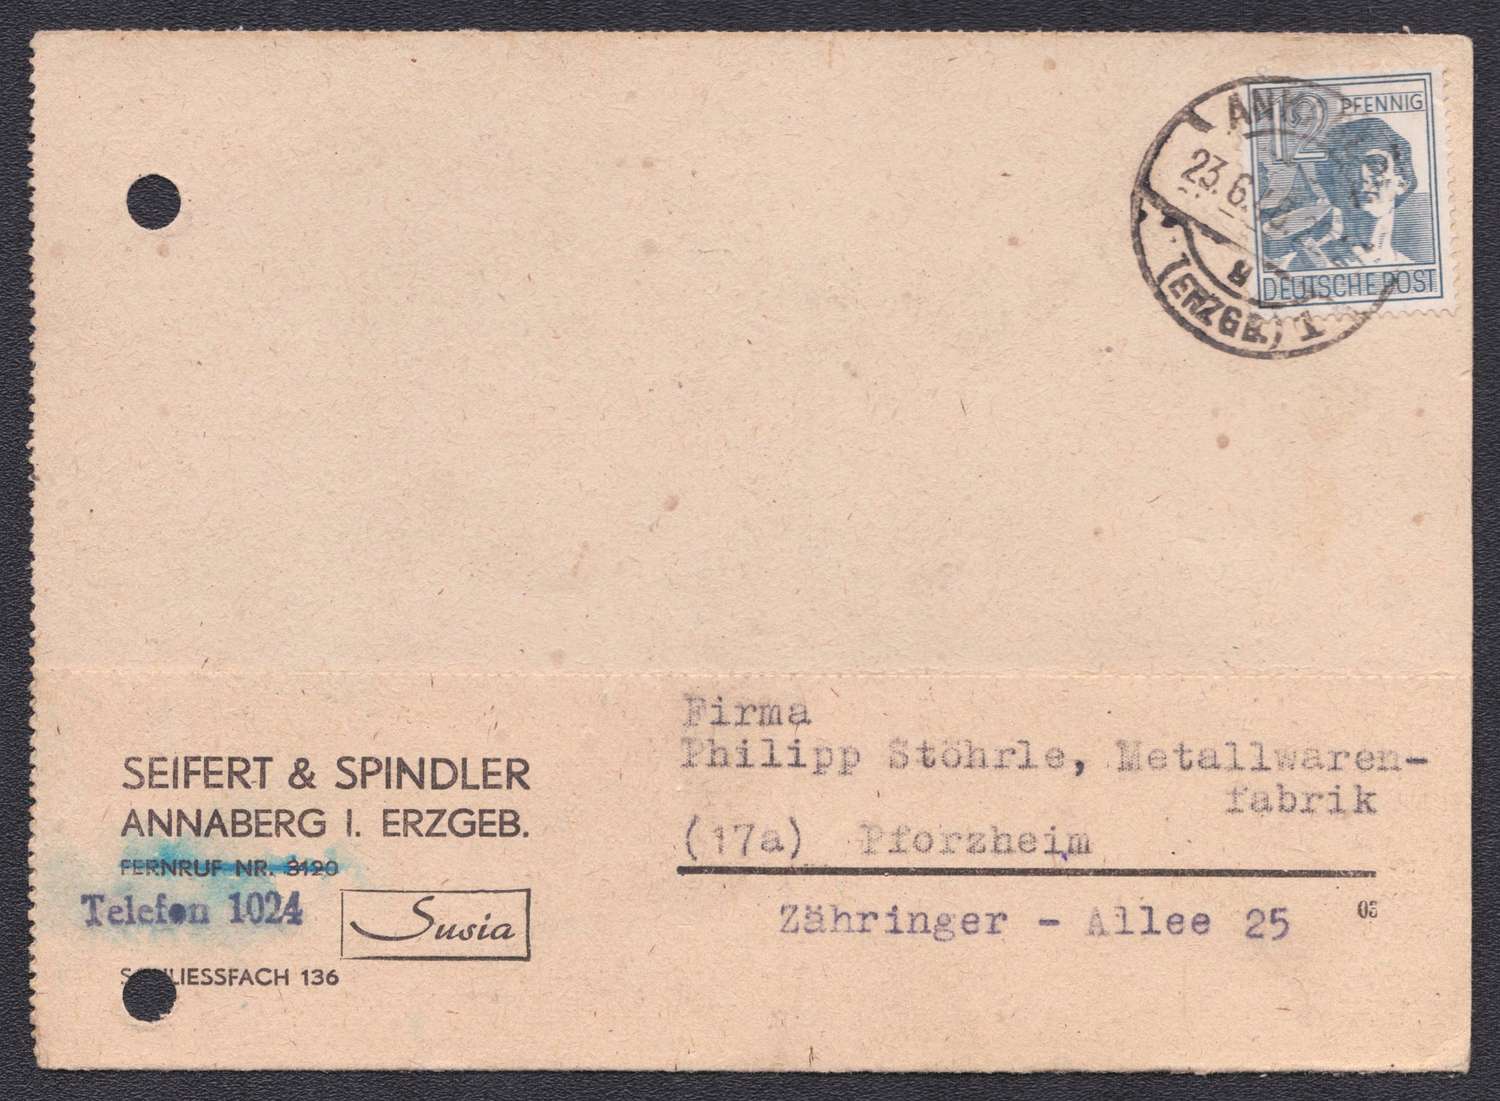 12 PFENNIG
23.6.
DEUTSCHE POST
(ERZGEB.) 1
Firma
Philipp Stöhrle, Metallwaren-
fabrik
(17a) Pforzheim
Zähringer - Allee 25
05
SEIFERT & SPINDLER
ANNABERG I. ERZGEB.
FERNRUF NR. 3120
Telefon 1024
Susia
SCHLIESSFACH 136